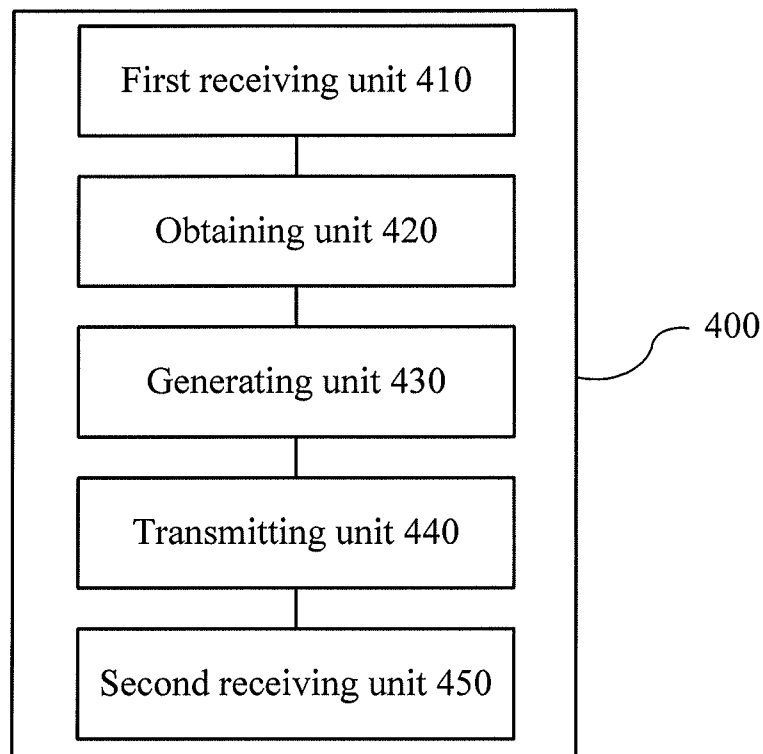 First receiving unit 410
Obtaining unit 420
Generating unit 430
400
Transmitting unit 440
Second receiving unit 450